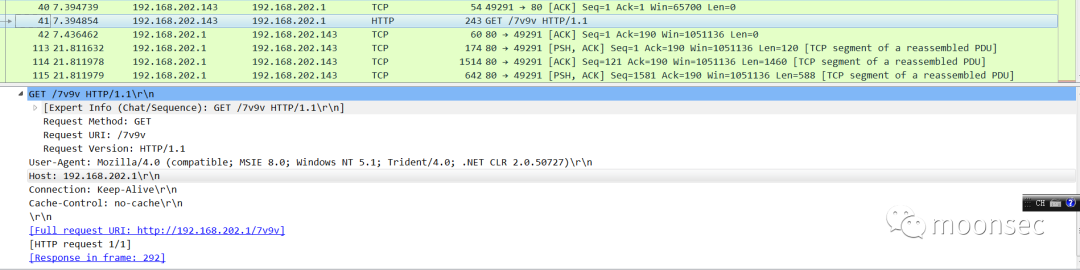 40 7.394739 192.168.202.143 192.168.202.1 TCP 54 49291 → 80 [ACK] Seq=1 Ack=1 Win=65700 Len=0
41 7.394854 192.168.202.143 192.168.202.1 HTTP 243 GET /7v9v HTTP/1.1
42 7.436462 192.168.202.1 192.168.202.143 TCP 60 80 → 49291 [ACK] Seq=1 Ack=190 Win=1051136 Len=0
113 21.811632 192.168.202.1 192.168.202.143 TCP 174 80 → 49291 [PSH, ACK] Seq=1 Ack=190 Win=1051136 Len=120 [TCP segment of a reassembled PDU]
114 21.811978 192.168.202.1 192.168.202.143 TCP 1514 80 → 49291 [ACK] Seq=121 Ack=190 Win=1051136 Len=1460 [TCP segment of a reassembled PDU]
115 21.811979 192.168.202.1 192.168.202.143 TCP 642 80 → 49291 [PSH, ACK] Seq=1581 Ack=190 Win=1051136 Len=588 [TCP segment of a reassembled PDU]
GET /7v9v HTTP/1.1\r\n
[Expert Info (Chat/Sequence): GET /7v9v HTTP/1.1\r\n]
Request Method: GET
Request URI: /7v9v
Request Version: HTTP/1.1
User-Agent: Mozilla/4.0 (compatible; MSIE 8.0; Windows NT 5.1; Trident/4.0; .NET CLR 2.0.50727)\r\n
Host: 192.168.202.1\r\n
Connection: Keep-Alive\r\n
Cache-Control: no-cache\r\n
\r\n
[Full request URI: http://192.168.202.1/7v9v]
[HTTP request 1/1]
[Response in frame: 292]
CH
moonsec